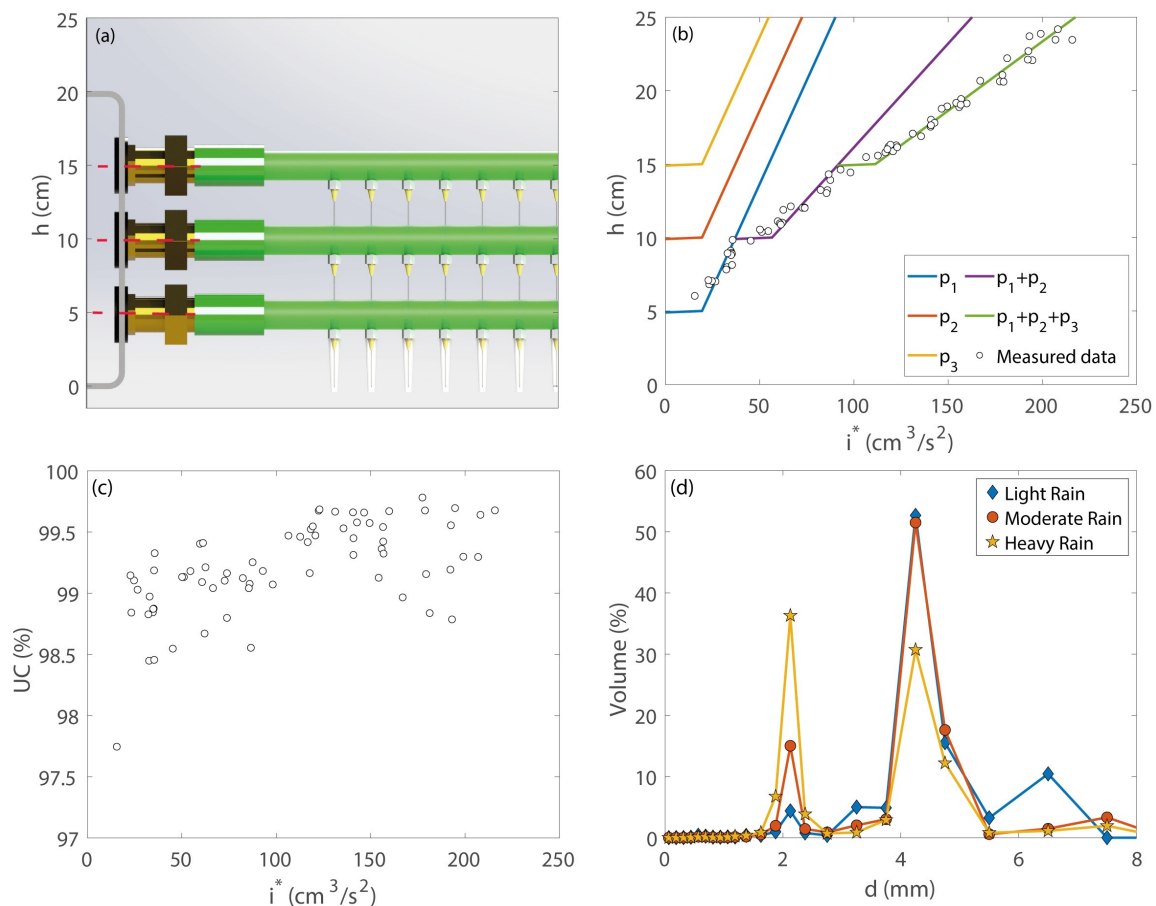 (a)
h (cm)
25
20
15
10
5
0
(b)
h (cm)
25
20
15
10
5
0
p1
p1+p2
p2
p1+p2+p3
p3
Measured data
0 50 100 150 200 250
i* (cm3/s2)
(c)
UC (%)
100
99.5
99
98.5
98
97.5
97
0 50 100 150 200 250
i* (cm3/s2)
(d)
Volume (%)
60
50
40
30
20
10
0
Light Rain
Moderate Rain
Heavy Rain
0 2 4 6 8
d (mm)